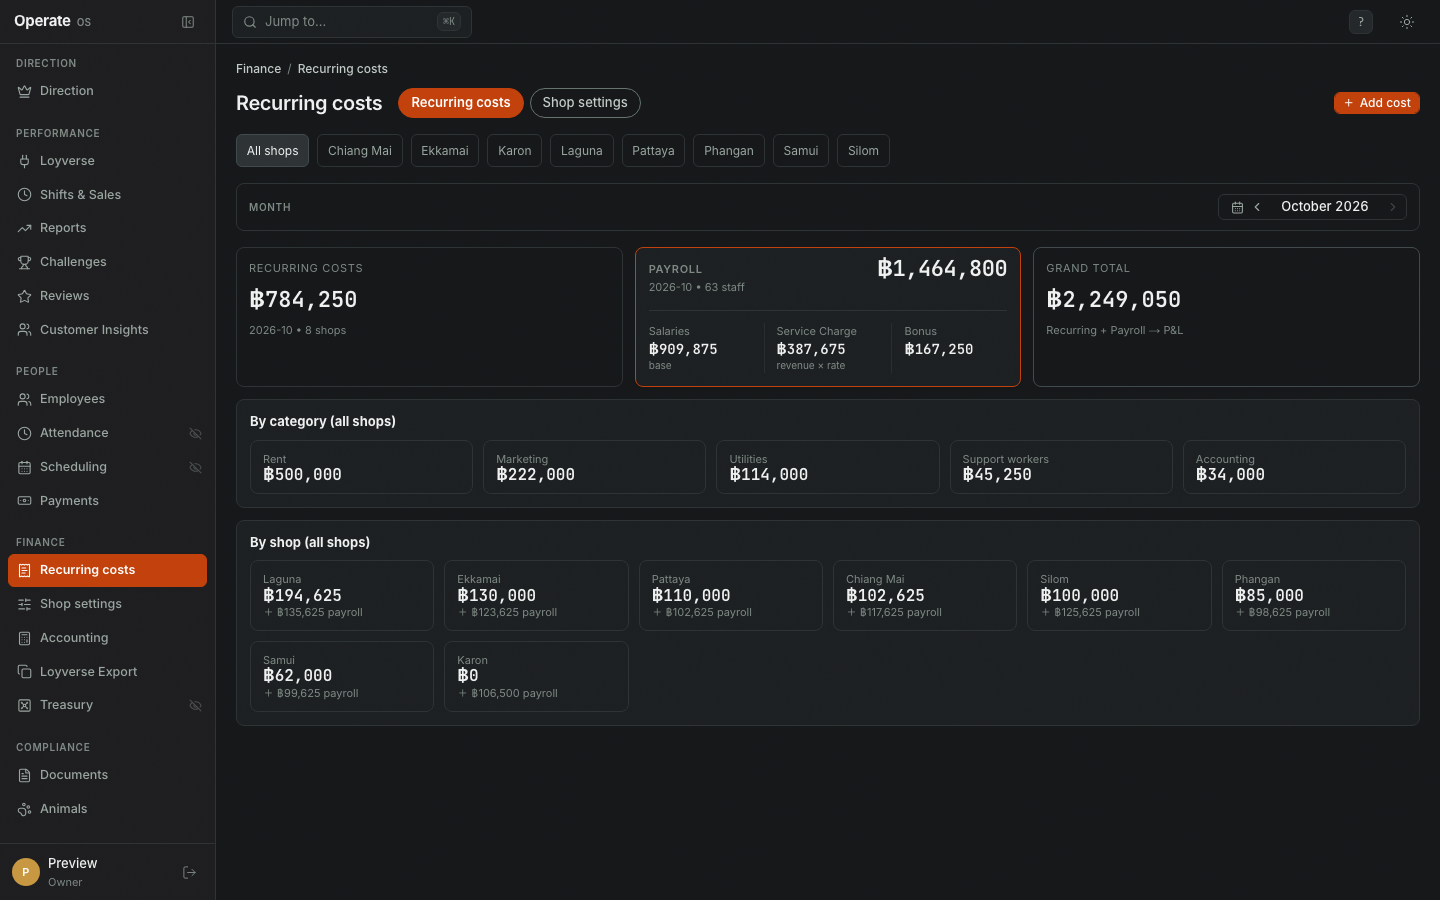 Operate OS
Jump to...
⌘K
?
DIRECTION
Direction
PERFORMANCE
Loyverse
Shifts & Sales
Reports
Challenges
Reviews
Customer Insights
PEOPLE
Employees
Attendance
Scheduling
Payments
FINANCE
Recurring costs
Shop settings
Accounting
Loyverse Export
Treasury
COMPLIANCE
Documents
Animals
P
Preview
Owner
Finance / Recurring costs
Recurring costs
Recurring costs
Shop settings
+ Add cost
All shops
Chiang Mai
Ekkamai
Karon
Laguna
Pattaya
Phangan
Samui
Silom
MONTH
October 2026
RECURRING COSTS
฿784,250
2026-10 • 8 shops
PAYROLL
฿1,464,800
2026-10 • 63 staff
Salaries
฿909,875
base
Service Charge
฿387,675
revenue × rate
Bonus
฿167,250
GRAND TOTAL
฿2,249,050
Recurring + Payroll → P&L
By category (all shops)
Rent
฿500,000
Marketing
฿222,000
Utilities
฿114,000
Support workers
฿45,250
Accounting
฿34,000
By shop (all shops)
Laguna
฿194,625
+ ฿135,625 payroll
Ekkamai
฿130,000
+ ฿123,625 payroll
Pattaya
฿110,000
+ ฿102,625 payroll
Chiang Mai
฿102,625
+ ฿117,625 payroll
Silom
฿100,000
+ ฿125,625 payroll
Phangan
฿85,000
+ ฿98,625 payroll
Samui
฿62,000
+ ฿99,625 payroll
Karon
฿0
+ ฿106,500 payroll